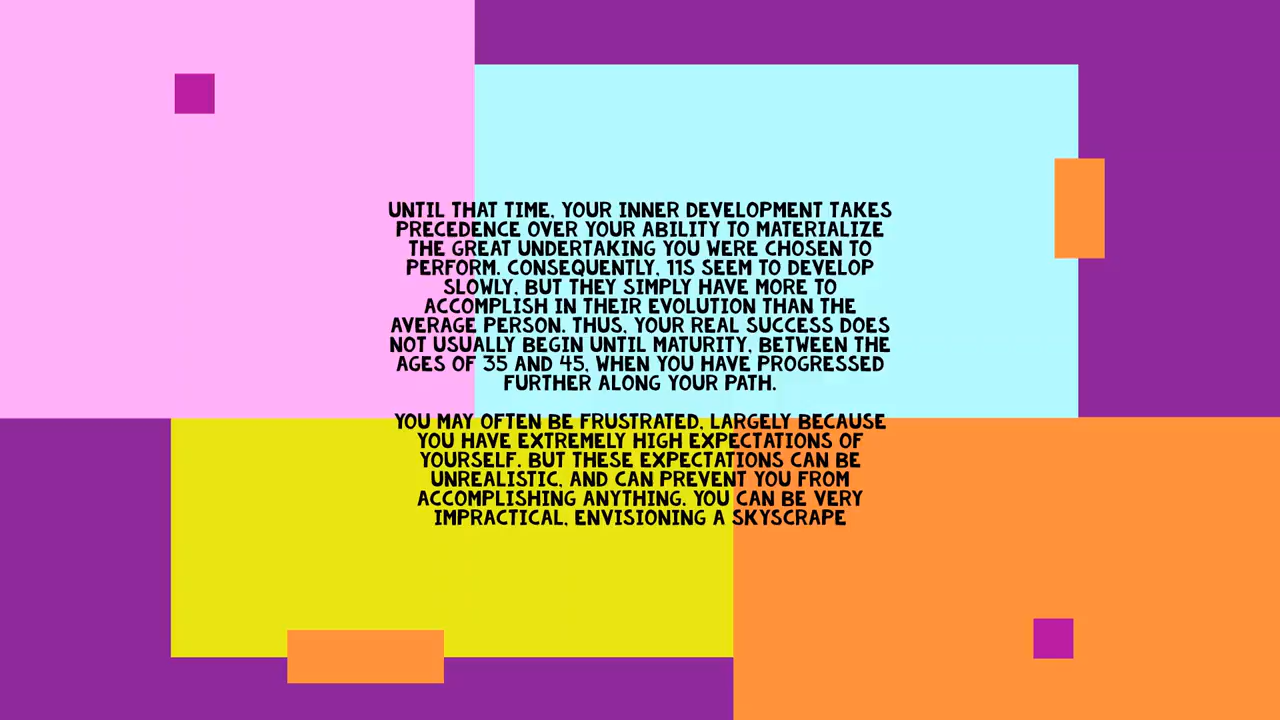 UNTIL THAT TIME, YOUR INNER DEVELOPMENT TAKES
PRECEDENCE OVER YOUR ABILITY TO MATERIALIZE
THE GREAT UNDERTAKING YOU WERE CHOSEN TO
PERFORM. CONSEQUENTLY, 11S SEEM TO DEVELOP
SLOWLY, BUT THEY SIMPLY HAVE MORE TO
ACCOMPLISH IN THEIR EVOLUTION THAN THE
AVERAGE PERSON. THUS, YOUR REAL SUCCESS DOES
NOT USUALLY BEGIN UNTIL MATURITY, BETWEEN THE
AGES OF 35 AND 45, WHEN YOU HAVE PROGRESSED
FURTHER ALONG YOUR PATH.
YOU MAY OFTEN BE FRUSTRATED, LARGELY BECAUSE
YOU HAVE EXTREMELY HIGH EXPECTATIONS OF
YOURSELF. BUT THESE EXPECTATIONS CAN BE
UNREALISTIC, AND CAN PREVENT YOU FROM
ACCOMPLISHING ANYTHING. YOU CAN BE VERY
IMPRACTICAL, ENVISIONING A SKYSCRAPE